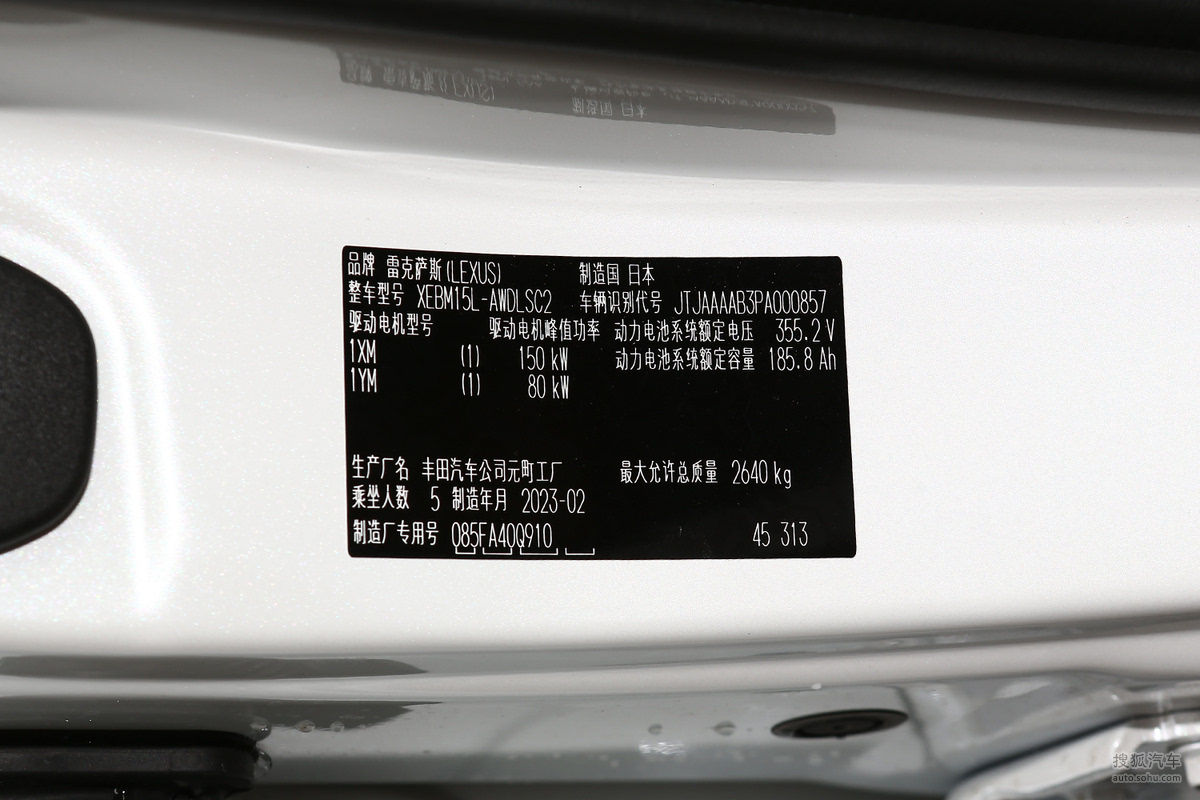 品牌 雷克萨斯(LEXUS) 制造国 日本
整车型号 XEBM15L-AWDLSC2 车辆识别代号 JTJAAAAB3PA000857
驱动电机型号 驱动电机峰值功率 动力电池系统额定电压 355.2 V
1XM (1) 150 kW 动力电池系统额定容量 185.8 Ah
1YM (1) 80 kW
生产厂名 丰田汽车公司元町工厂 最大允许总质量 2640 kg
乘坐人数 5 制造年月 2023-02
制造厂专用号 085FA40Q910 45 313
搜狐汽车
auto.sohu.com